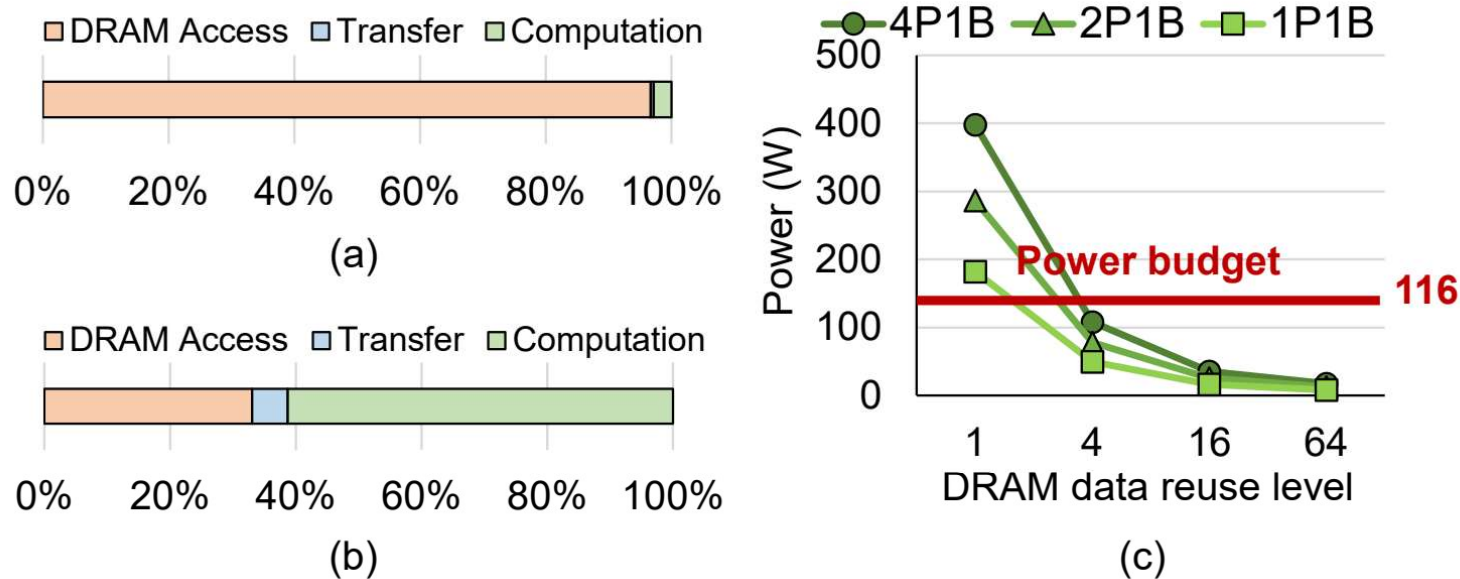 DRAM Access Transfer Computation
0% 20% 40% 60% 80% 100%
(a)
DRAM Access Transfer Computation
0% 20% 40% 60% 80% 100%
(b)
4P1B 2P1B 1P1B
Power (W)
500
400
300
200
100
0
Power budget
116
1 4 16 64
DRAM data reuse level
(c)